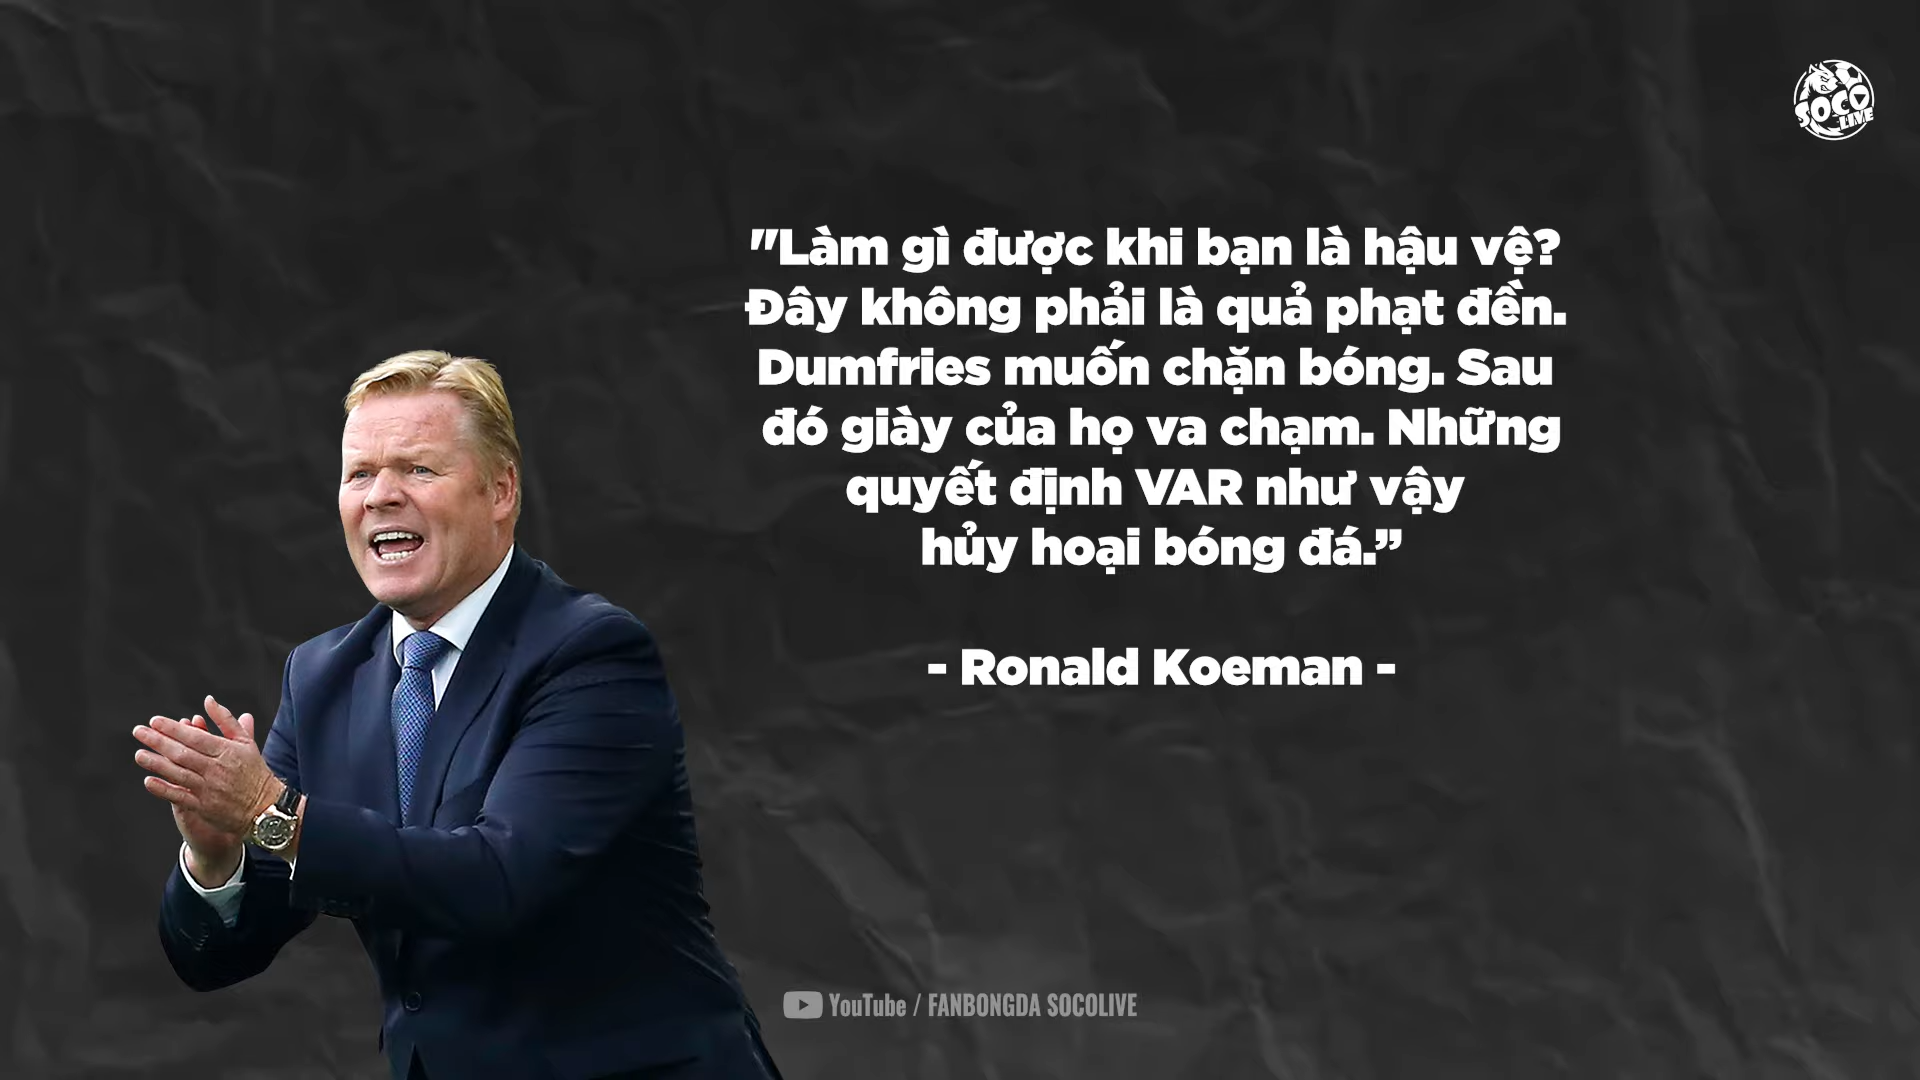 SOCO
LIVE
"Làm gì được khi bạn là hậu vệ?
Đây không phải là quả phạt đền.
Dumfries muốn chặn bóng. Sau
đó giày của họ va chạm. Những
quyết định VAR như vậy
hủy hoại bóng đá.”
- Ronald Koeman -
YouTube / FANBONGDA SOCOLIVE